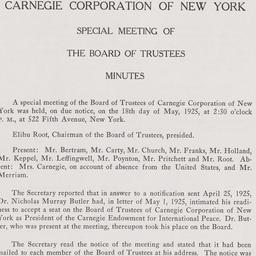 CARNEGIE CORPORATION OF NEW YORK
SPECIAL MEETING OF
THE BOARD OF TRUSTEES
MINUTES
A special meeting of the Board of Trustees of Carnegie Corporation of New
York was held, on due notice, on the 18th day of May, 1925, at 2:30 o'clock
P. M., at 522 Fifth Avenue, New York.
Elihu Root, Chairman of the Board of Trustees, presided.
Present: Mr. Bertram, Mr. Carty, Mr. Church, Mr. Franks, Mr. Holland,
Mr. Keppel, Mr. Leffingwell, Mr. Poynton, Mr. Pritchett and Mr. Root. Ab-
sent: Mrs. Carnegie, on account of absence from the United States, and Mr.
Merriam.
The Secretary reported that in answer to a notification sent April 25, 1925,
Dr. Nicholas Murray Butler had, in letter of May 1, 1925, intimated his readi-
ness to accept a seat on the Board of Trustees of Carnegie Corporation of New
York as President of the Carnegie Endowment for International Peace. Dr. But-
ler, who was present at the meeting, thereupon took his place on the Board.
The Secretary read the notice of the meeting and stated that it had been
mailed to each member of the Board of Trustees at his address. The notice was